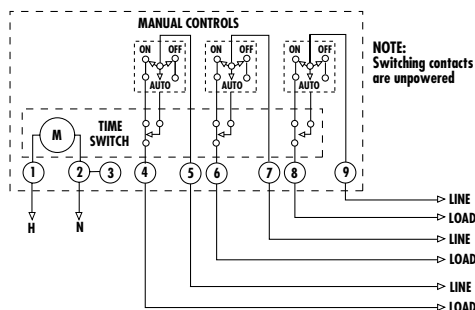 MANUAL CONTROLS
ON OFF ON OFF ON OFF
AUTO AUTO AUTO
NOTE:
Switching contacts
are unpowered
TIME
SWITCH
M
1 2 3 4 5 6 7 8 9
H N
LINE
LOAD
LINE
LOAD
LINE
LOAD